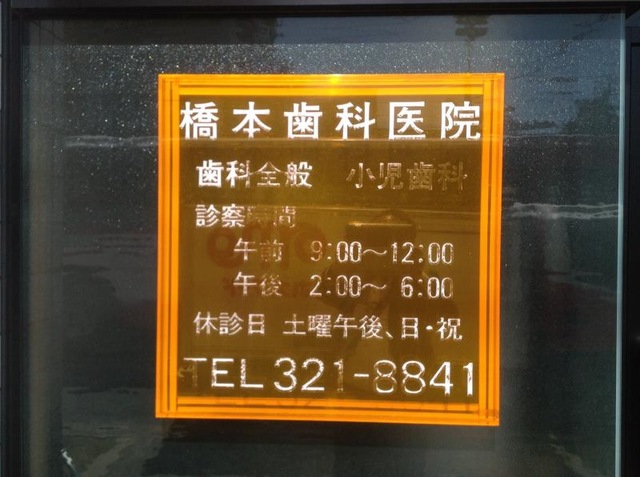 橋本歯科医院
歯科全般 小児歯科
診察時間
午前 9:00〜12:00
午後 2:00〜 6:00
休診日 土曜午後、日・祝
TEL 321-8841